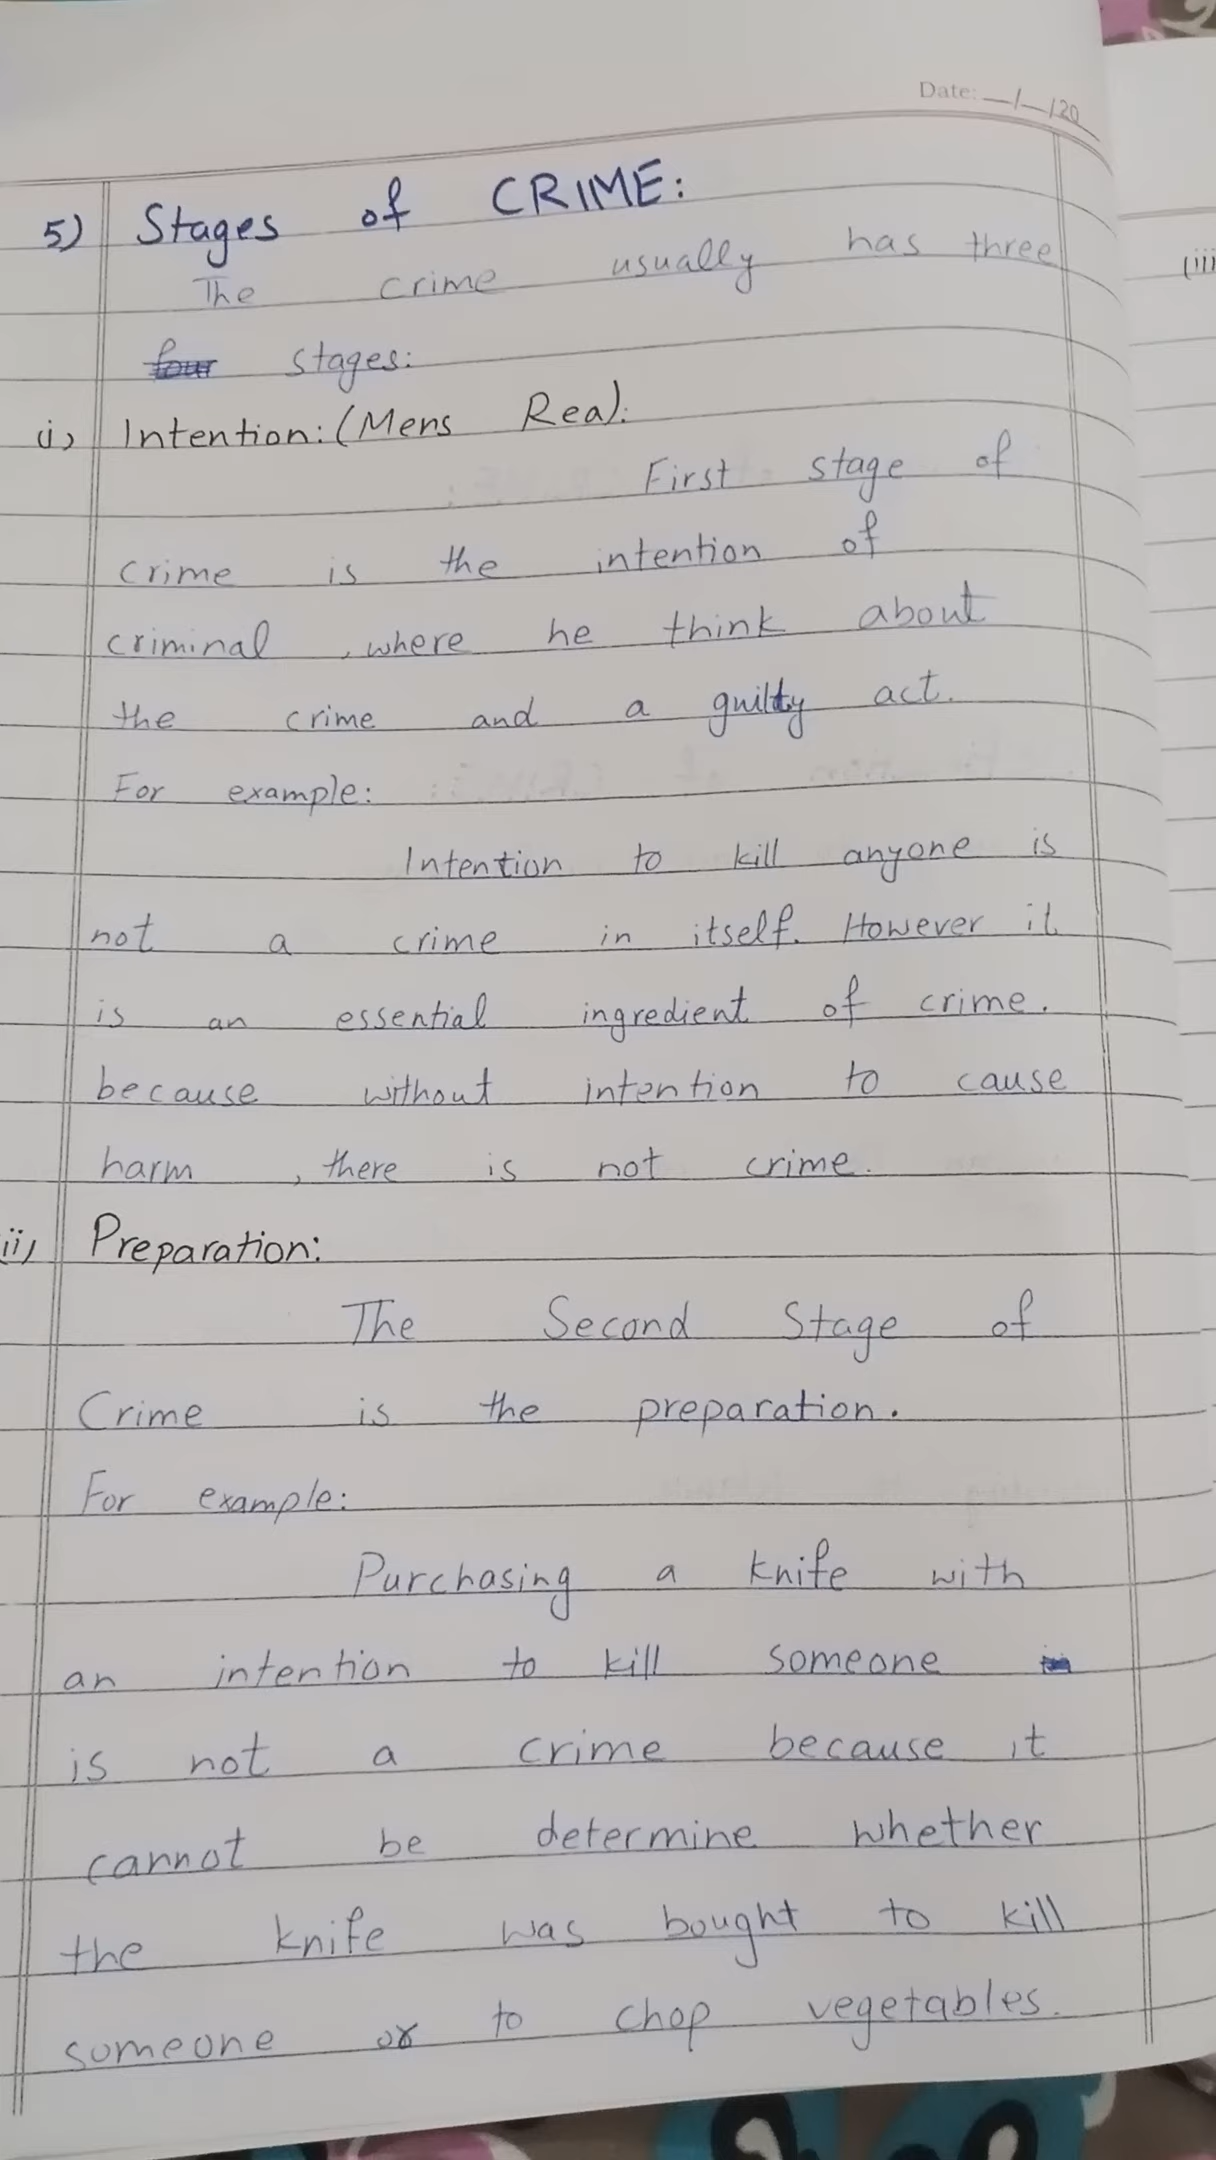 Date: __/__/20
5) Stages of CRIME:
The crime usually has three
four stages:
(i) Intention: (Mens Rea):
First stage of
crime is the intention of
criminal , where he think about
the crime and a guilty act.
For example:
Intention to kill anyone is
not a crime in itself. However it
is an essential ingredient of crime.
because without intention to cause
harm , there is not crime.
(ii) Preparation:
The Second Stage of
Crime is the preparation.
For example:
Purchasing a knife with
an intention to kill someone
is not a crime because it
cannot be determine whether
the knife was bought to kill
someone or to chop vegetables.
(iii